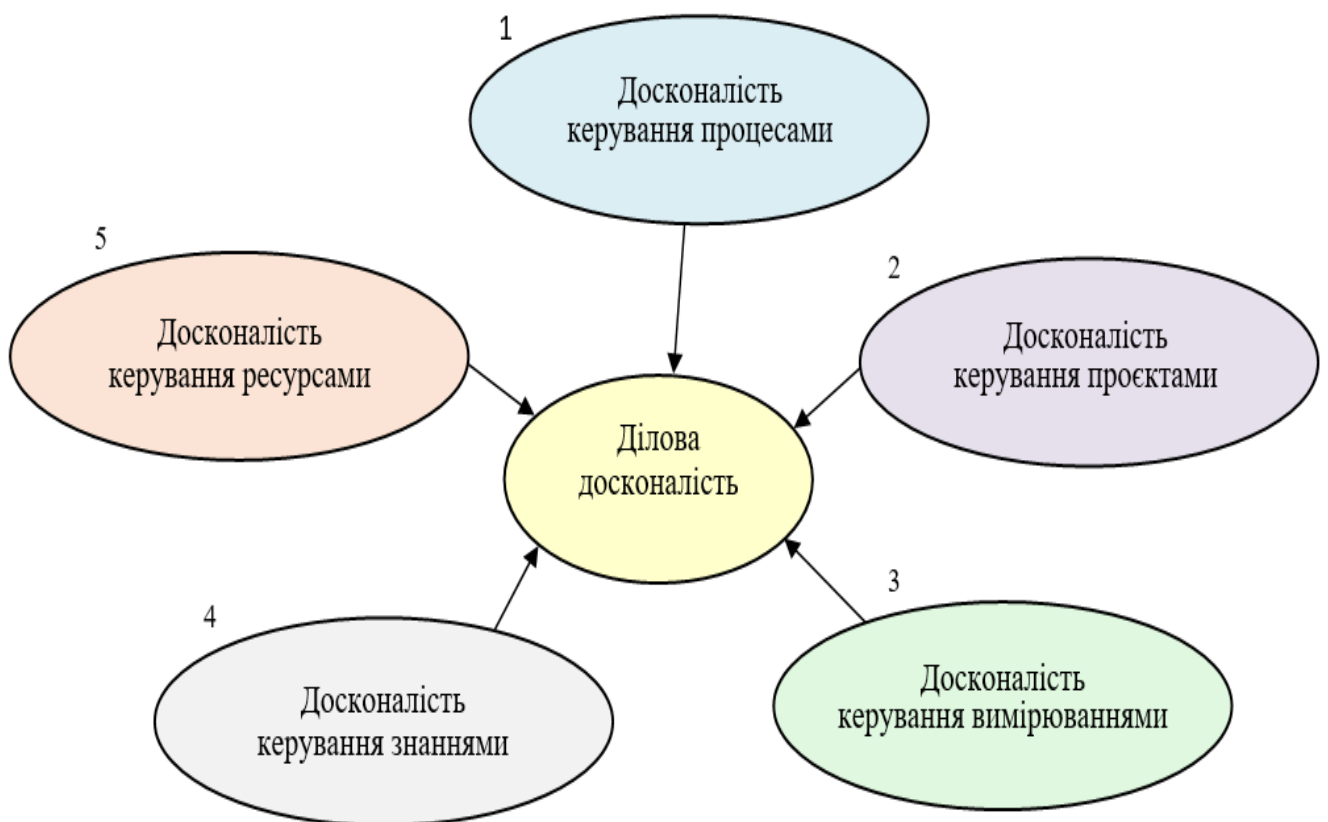 1
Досконалість
керування процесами
5
Досконалість
керування ресурсами
2
Досконалість
керування проєктами
Ділова
досконалість
4
Досконалість
керування знаннями
3
Досконалість
керування вимірюваннями